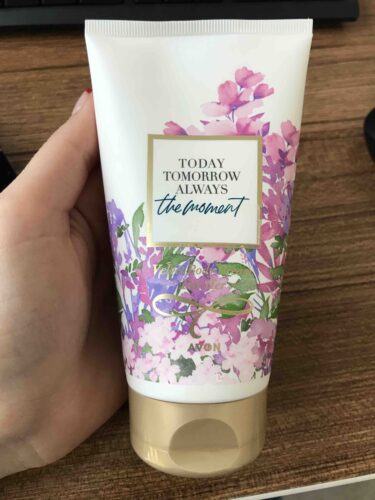 TODAY
TOMORROW
ALWAYS
the moment
AVON